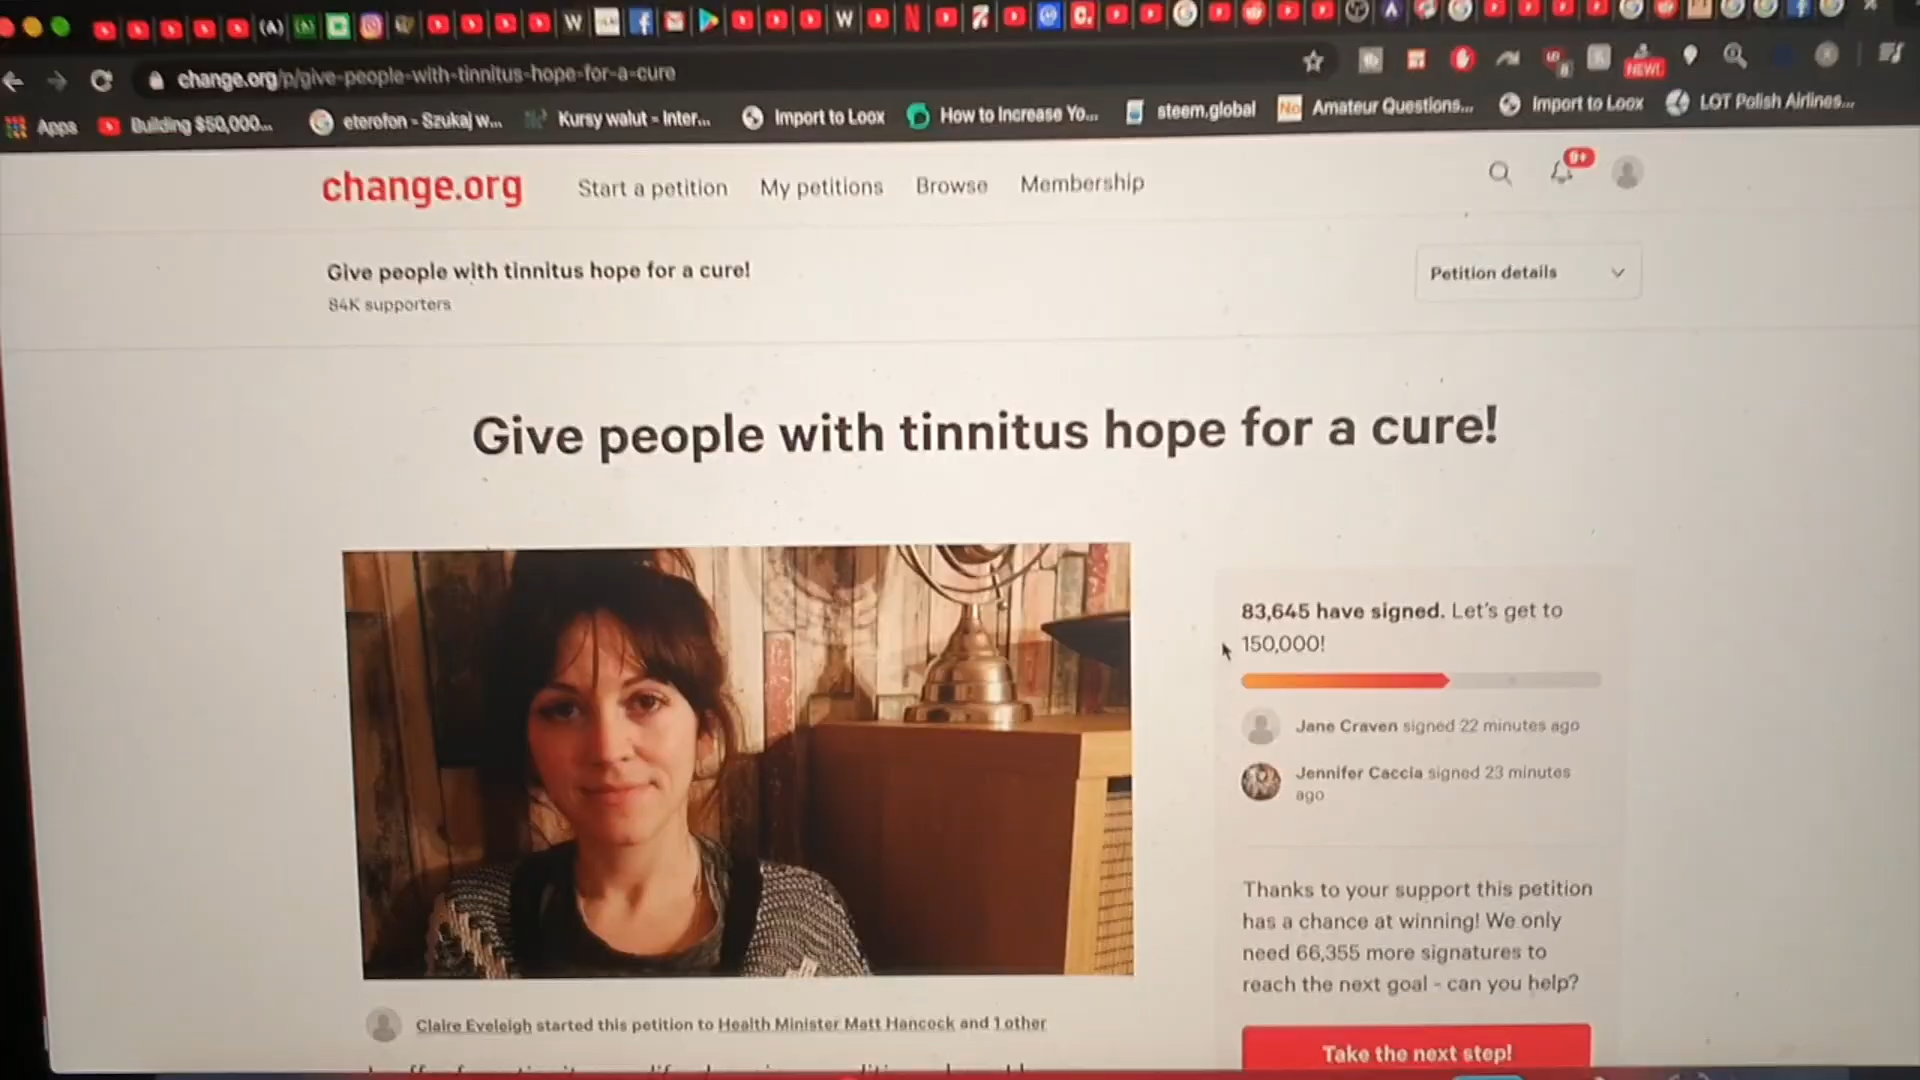 change.org/p/give-people-with-tinnitus-hope-for-a-cure
Apps Building $50,000... eterofon - Szukaj w... Kursy walut – Inter... Import to Loox How to Increase Yo... steem.global No Amateur Questions... Import to Loox LOT Polish Airlines...
NEW!
change.org Start a petition My petitions Browse Membership 9+
Give people with tinnitus hope for a cure!
84K supporters
Petition details
Give people with tinnitus hope for a cure!
83,645 have signed. Let's get to
150,000!
Jane Craven signed 22 minutes ago
Jennifer Caccia signed 23 minutes
ago
Thanks to your support this petition
has a chance at winning! We only
need 66,355 more signatures to
reach the next goal - can you help?
Take the next step!
Claire Eveleigh started this petition to Health Minister Matt Hancock and 1 other